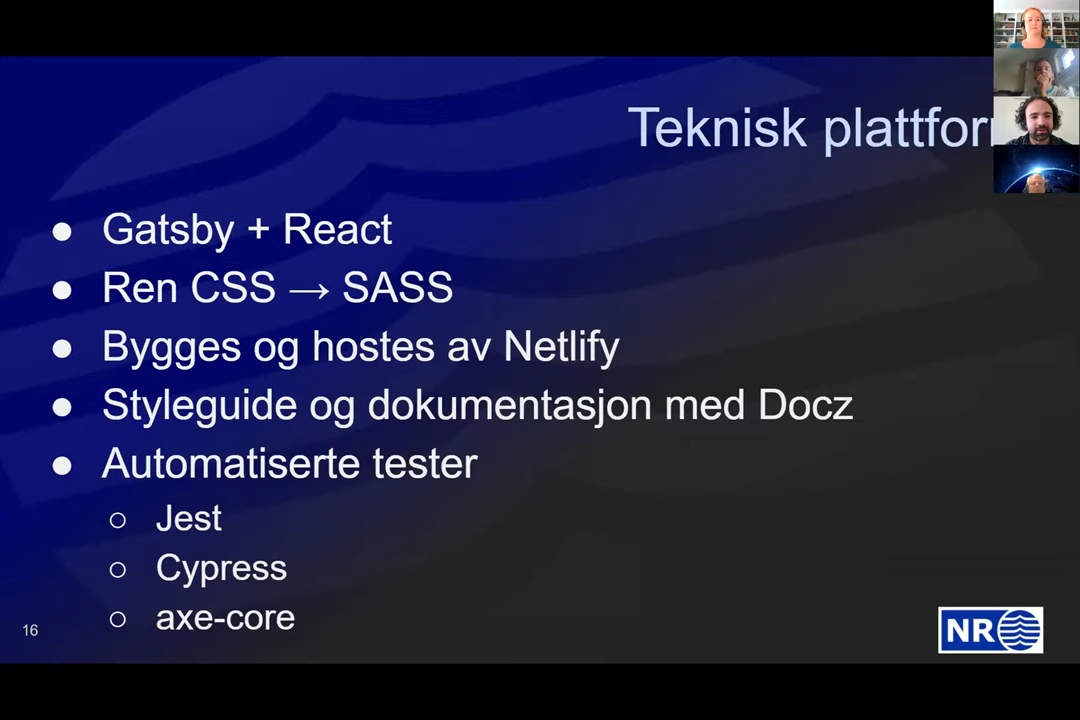 Teknisk plattfor
● Gatsby + React
● Ren CSS → SASS
● Bygges og hostes av Netlify
● Styleguide og dokumentasjon med Docz
● Automatiserte tester
○ Jest
○ Cypress
○ axe-core
16
NR